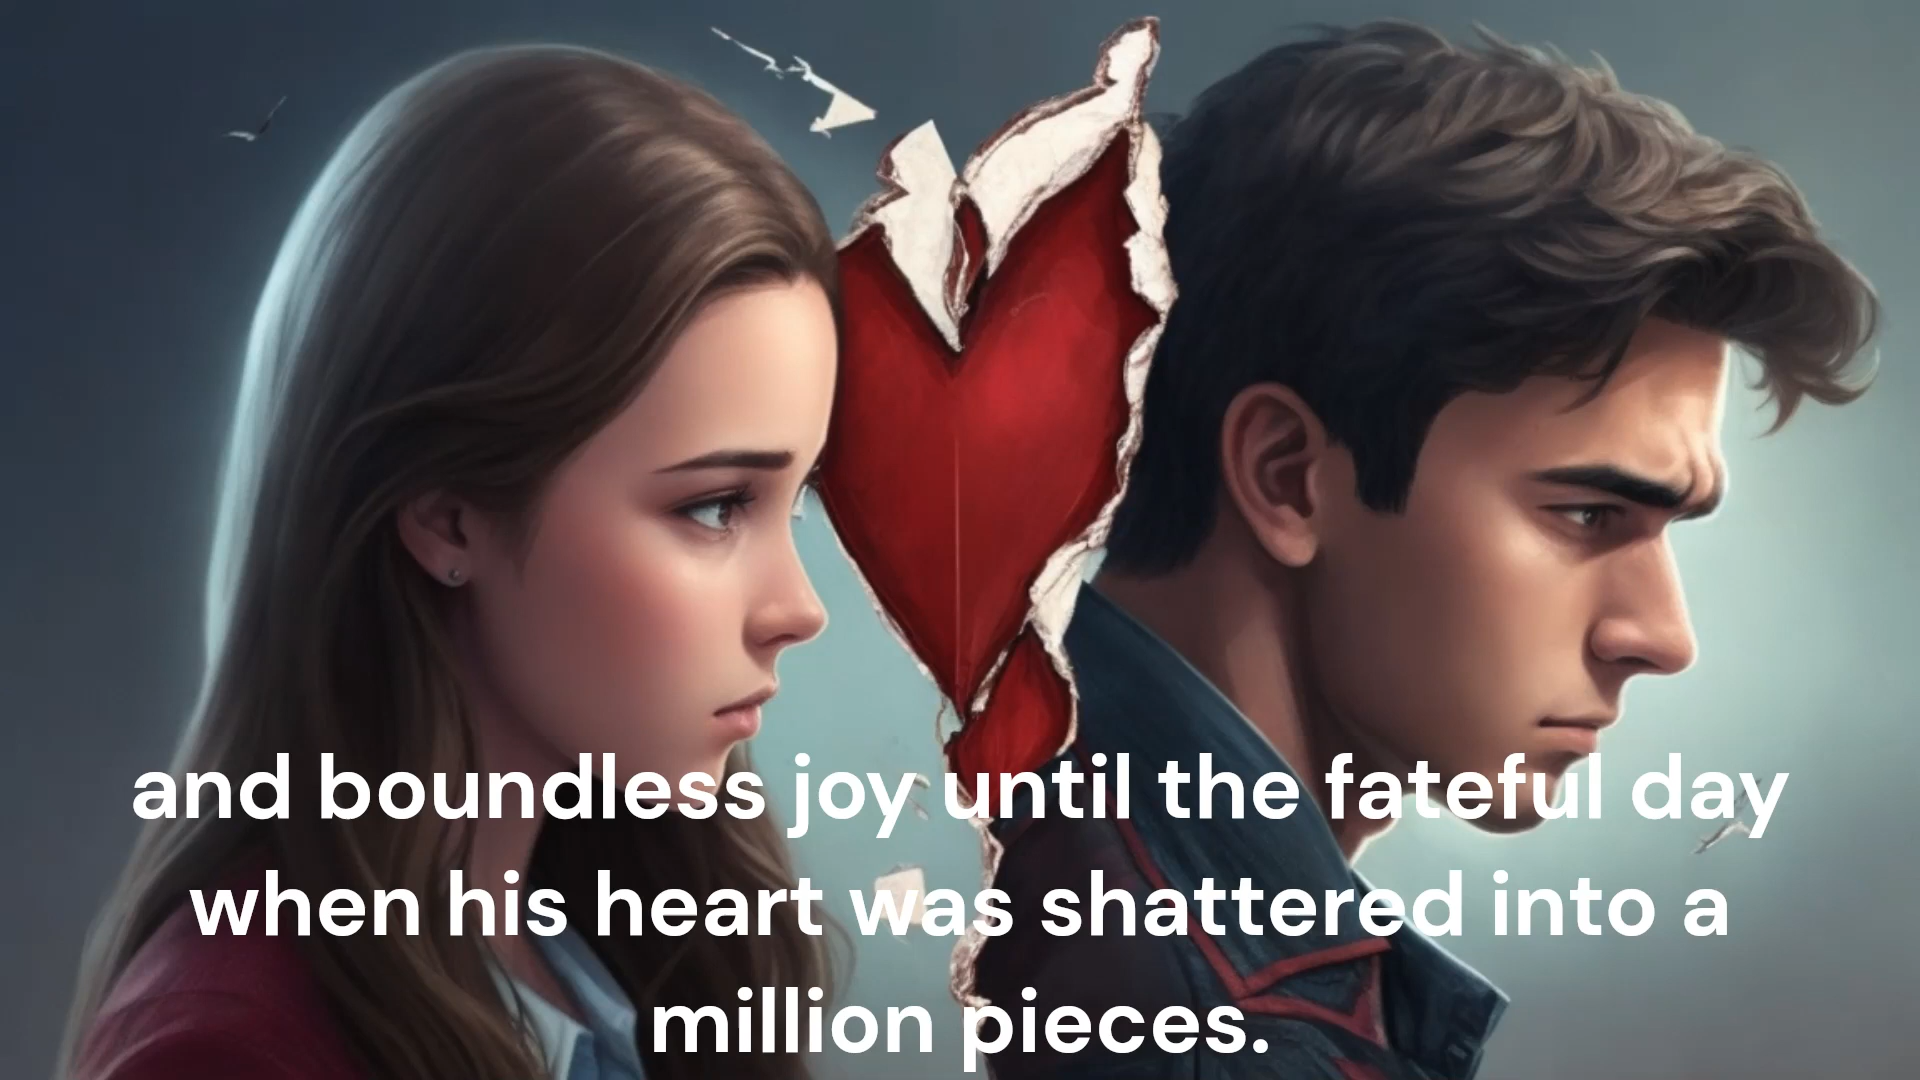 and boundless joy until the fateful day
when his heart was shattered into a
million pieces.